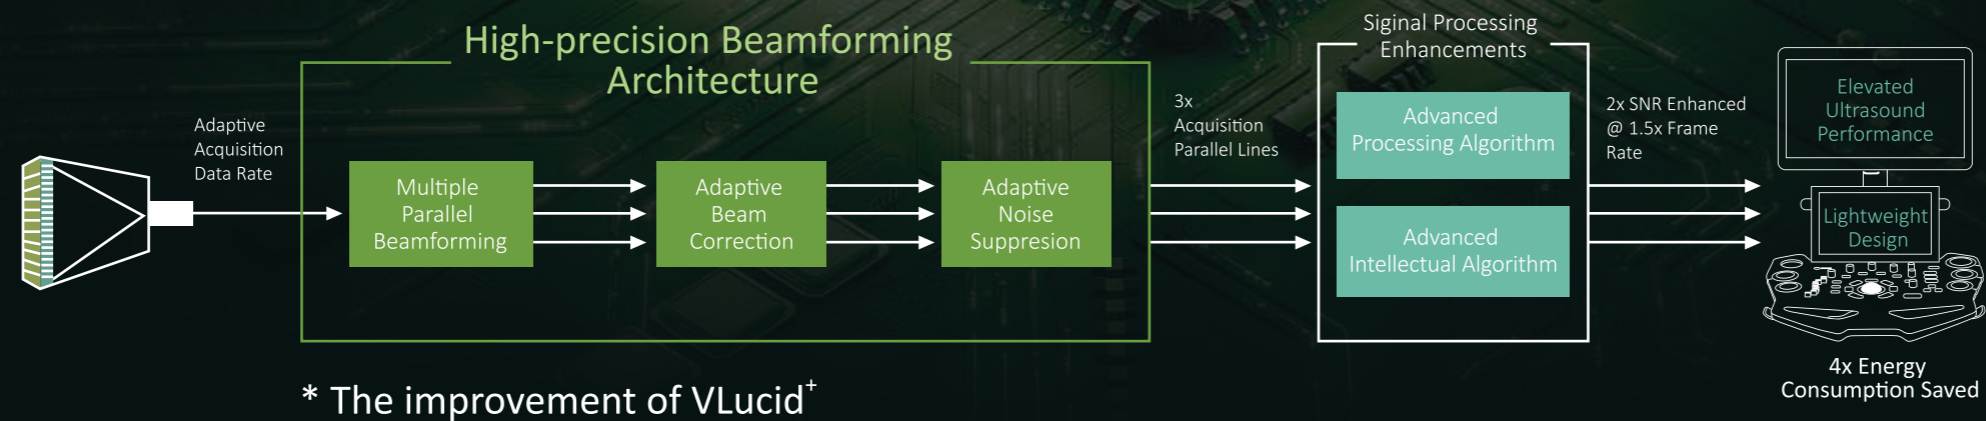 High-precision Beamforming
Architecture
Adaptive
Acquisition
Data Rate
Multiple
Parallel
Beamforming
Adaptive
Beam
Correction
Adaptive
Noise
Suppresion
3x
Acquisition
Parallel Lines
Siginal Processing
Enhancements
Advanced
Processing Algorithm
Advanced
Intellectual Algorithm
2x SNR Enhanced
@ 1.5x Frame
Rate
Elevated
Ultrasound
Performance
Lightweight
Design
4x Energy
Consumption Saved
* The improvement of VLucid⁺